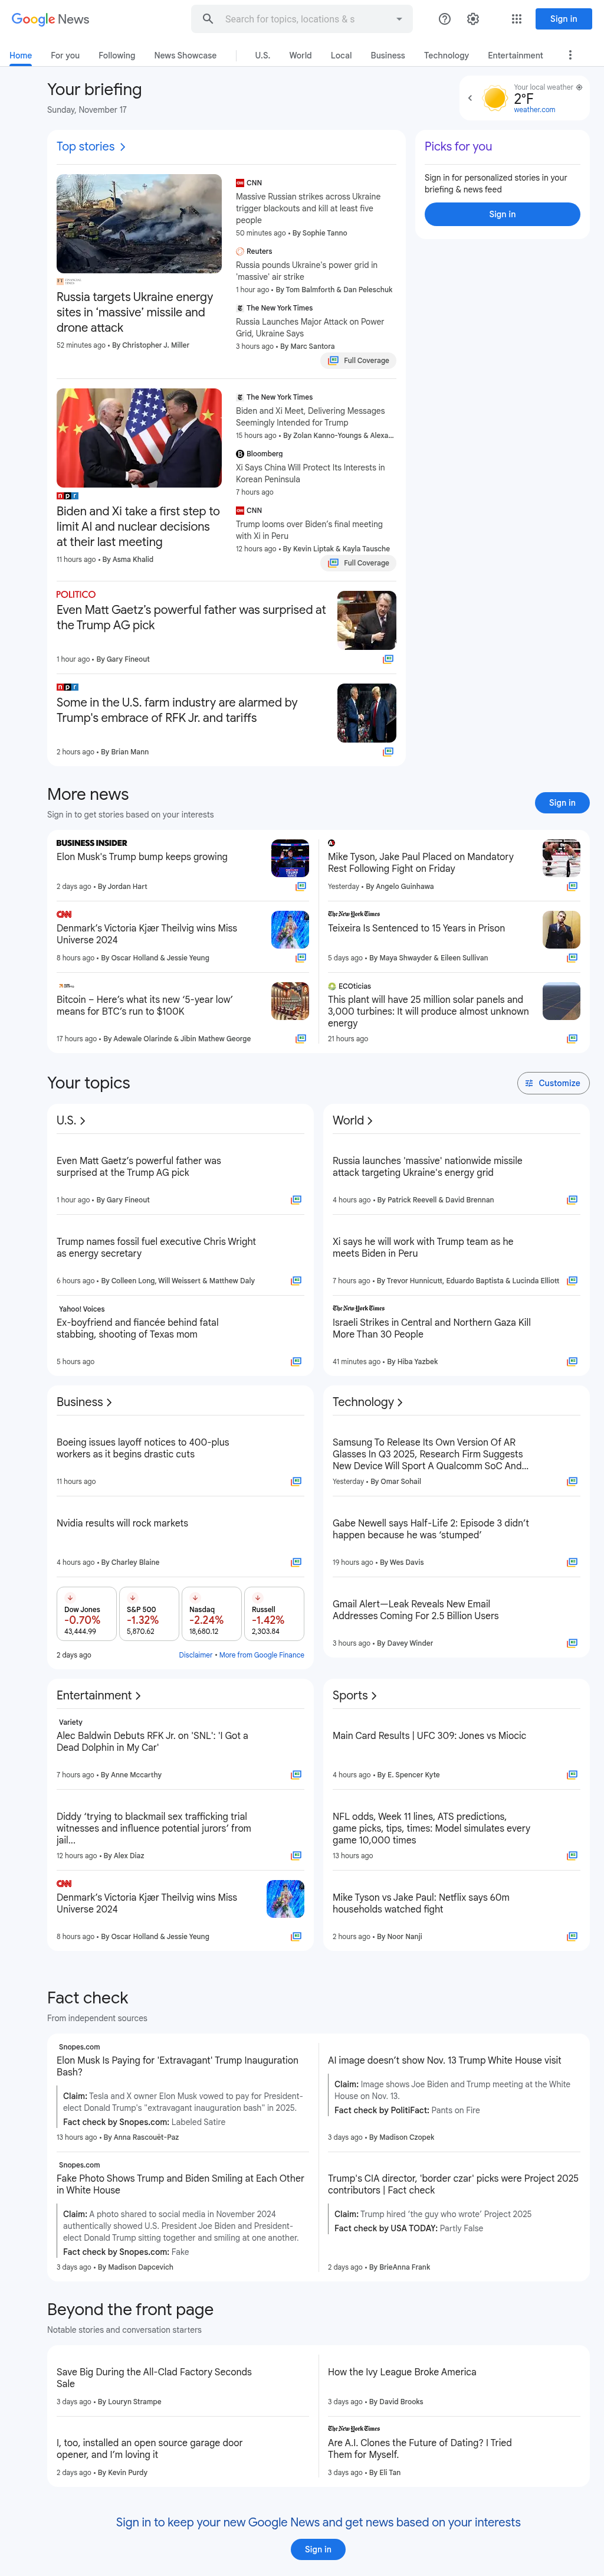 Google News
Search for topics, locations & s
Sign in
Home
For you
Following
News Showcase
U.S.
World
Local
Business
Technology
Entertainment
Your briefing
Sunday, November 17
Your local weather
2°F
weather.com
Top stories
Picks for you
Sign in for personalized stories in your
briefing & news feed
Sign in
Russia targets Ukraine energy
sites in ‘massive’ missile and
drone attack
52 minutes ago • By Christopher J. Miller
CNN
Massive Russian strikes across Ukraine
trigger blackouts and kill at least five
people
50 minutes ago • By Sophie Tanno
Reuters
Russia pounds Ukraine's power grid in
'massive' air strike
1 hour ago • By Tom Balmforth & Dan Peleschuk
The New York Times
Russia Launches Major Attack on Power
Grid, Ukraine Says
3 hours ago • By Marc Santora
Full Coverage
npr
Biden and Xi take a first step to
limit AI and nuclear decisions
at their last meeting
11 hours ago • By Asma Khalid
The New York Times
Biden and Xi Meet, Delivering Messages
Seemingly Intended for Trump
15 hours ago • By Zolan Kanno-Youngs & Alexa...
Bloomberg
Xi Says China Will Protect Its Interests in
Korean Peninsula
7 hours ago
CNN
Trump looms over Biden’s final meeting
with Xi in Peru
12 hours ago • By Kevin Liptak & Kayla Tausche
Full Coverage
POLITICO
Even Matt Gaetz’s powerful father was surprised at
the Trump AG pick
1 hour ago • By Gary Fineout
npr
Some in the U.S. farm industry are alarmed by
Trump's embrace of RFK Jr. and tariffs
2 hours ago • By Brian Mann
More news
Sign in to get stories based on your interests
Sign in
BUSINESS INSIDER
Elon Musk's Trump bump keeps growing
2 days ago • By Jordan Hart
Mike Tyson, Jake Paul Placed on Mandatory
Rest Following Fight on Friday
Yesterday • By Angelo Guinhawa
CNN
Denmark’s Victoria Kjær Theilvig wins Miss
Universe 2024
8 hours ago • By Oscar Holland & Jessie Yeung
The New York Times
Teixeira Is Sentenced to 15 Years in Prison
5 days ago • By Maya Shwayder & Eileen Sullivan
Bitcoin – Here’s what its new ‘5-year low’
means for BTC’s run to $100K
17 hours ago • By Adewale Olarinde & Jibin Mathew George
ECOticias
This plant will have 25 million solar panels and
3,000 turbines: It will produce almost unknown
energy
21 hours ago
Your topics
Customize
U.S.
Even Matt Gaetz’s powerful father was
surprised at the Trump AG pick
1 hour ago • By Gary Fineout
Trump names fossil fuel executive Chris Wright
as energy secretary
6 hours ago • By Colleen Long, Will Weissert & Matthew Daly
Yahoo! Voices
Ex-boyfriend and fiancée behind fatal
stabbing, shooting of Texas mom
5 hours ago
World
Russia launches 'massive' nationwide missile
attack targeting Ukraine's energy grid
4 hours ago • By Patrick Reevell & David Brennan
Xi says he will work with Trump team as he
meets Biden in Peru
7 hours ago • By Trevor Hunnicutt, Eduardo Baptista & Lucinda Elliott
The New York Times
Israeli Strikes in Central and Northern Gaza Kill
More Than 30 People
41 minutes ago • By Hiba Yazbek
Business
Boeing issues layoff notices to 400-plus
workers as it begins drastic cuts
11 hours ago
Nvidia results will rock markets
4 hours ago • By Charley Blaine
Dow Jones
-0.70%
43,444.99
S&P 500
-1.32%
5,870.62
Nasdaq
-2.24%
18,680.12
Russell
-1.42%
2,303.84
2 days ago
Disclaimer • More from Google Finance
Technology
Samsung To Release Its Own Version Of AR
Glasses In Q3 2025, Research Firm Suggests
New Device Will Sport A Qualcomm SoC And...
Yesterday • By Omar Sohail
Gabe Newell says Half-Life 2: Episode 3 didn’t
happen because he was ‘stumped’
19 hours ago • By Wes Davis
Gmail Alert—Leak Reveals New Email
Addresses Coming For 2.5 Billion Users
3 hours ago • By Davey Winder
Entertainment
Variety
Alec Baldwin Debuts RFK Jr. on 'SNL': 'I Got a
Dead Dolphin in My Car'
7 hours ago • By Anne Mccarthy
Diddy ‘trying to blackmail sex trafficking trial
witnesses and influence potential jurors’ from
jail...
12 hours ago • By Alex Diaz
CNN
Denmark’s Victoria Kjær Theilvig wins Miss
Universe 2024
8 hours ago • By Oscar Holland & Jessie Yeung
Sports
Main Card Results | UFC 309: Jones vs Miocic
4 hours ago • By E. Spencer Kyte
NFL odds, Week 11 lines, ATS predictions,
game picks, tips, times: Model simulates every
game 10,000 times
13 hours ago
Mike Tyson vs Jake Paul: Netflix says 60m
households watched fight
2 hours ago • By Noor Nanji
Fact check
From independent sources
Snopes.com
Elon Musk Is Paying for 'Extravagant' Trump Inauguration
Bash?
Claim: Tesla and X owner Elon Musk vowed to pay for President-
elect Donald Trump's "extravagant inauguration bash" in 2025.
Fact check by Snopes.com: Labeled Satire
13 hours ago • By Anna Rascouët-Paz
AI image doesn’t show Nov. 13 Trump White House visit
Claim: Image shows Joe Biden and Trump meeting at the White
House on Nov. 13.
Fact check by PolitiFact: Pants on Fire
3 days ago • By Madison Czopek
Snopes.com
Fake Photo Shows Trump and Biden Smiling at Each Other
in White House
Claim: A photo shared to social media in November 2024
authentically showed U.S. President Joe Biden and President-
elect Donald Trump sitting together and smiling at one another.
Fact check by Snopes.com: Fake
3 days ago • By Madison Dapcevich
Trump's CIA director, 'border czar' picks were Project 2025
contributors | Fact check
Claim: Trump hired 'the guy who wrote' Project 2025
Fact check by USA TODAY: Partly False
2 days ago • By BrieAnna Frank
Beyond the front page
Notable stories and conversation starters
Save Big During the All-Clad Factory Seconds
Sale
3 days ago • By Louryn Strampe
How the Ivy League Broke America
3 days ago • By David Brooks
I, too, installed an open source garage door
opener, and I’m loving it
2 days ago • By Kevin Purdy
The New York Times
Are A.I. Clones the Future of Dating? I Tried
Them for Myself.
3 days ago • By Eli Tan
Sign in to keep your new Google News and get news based on your interests
Sign in